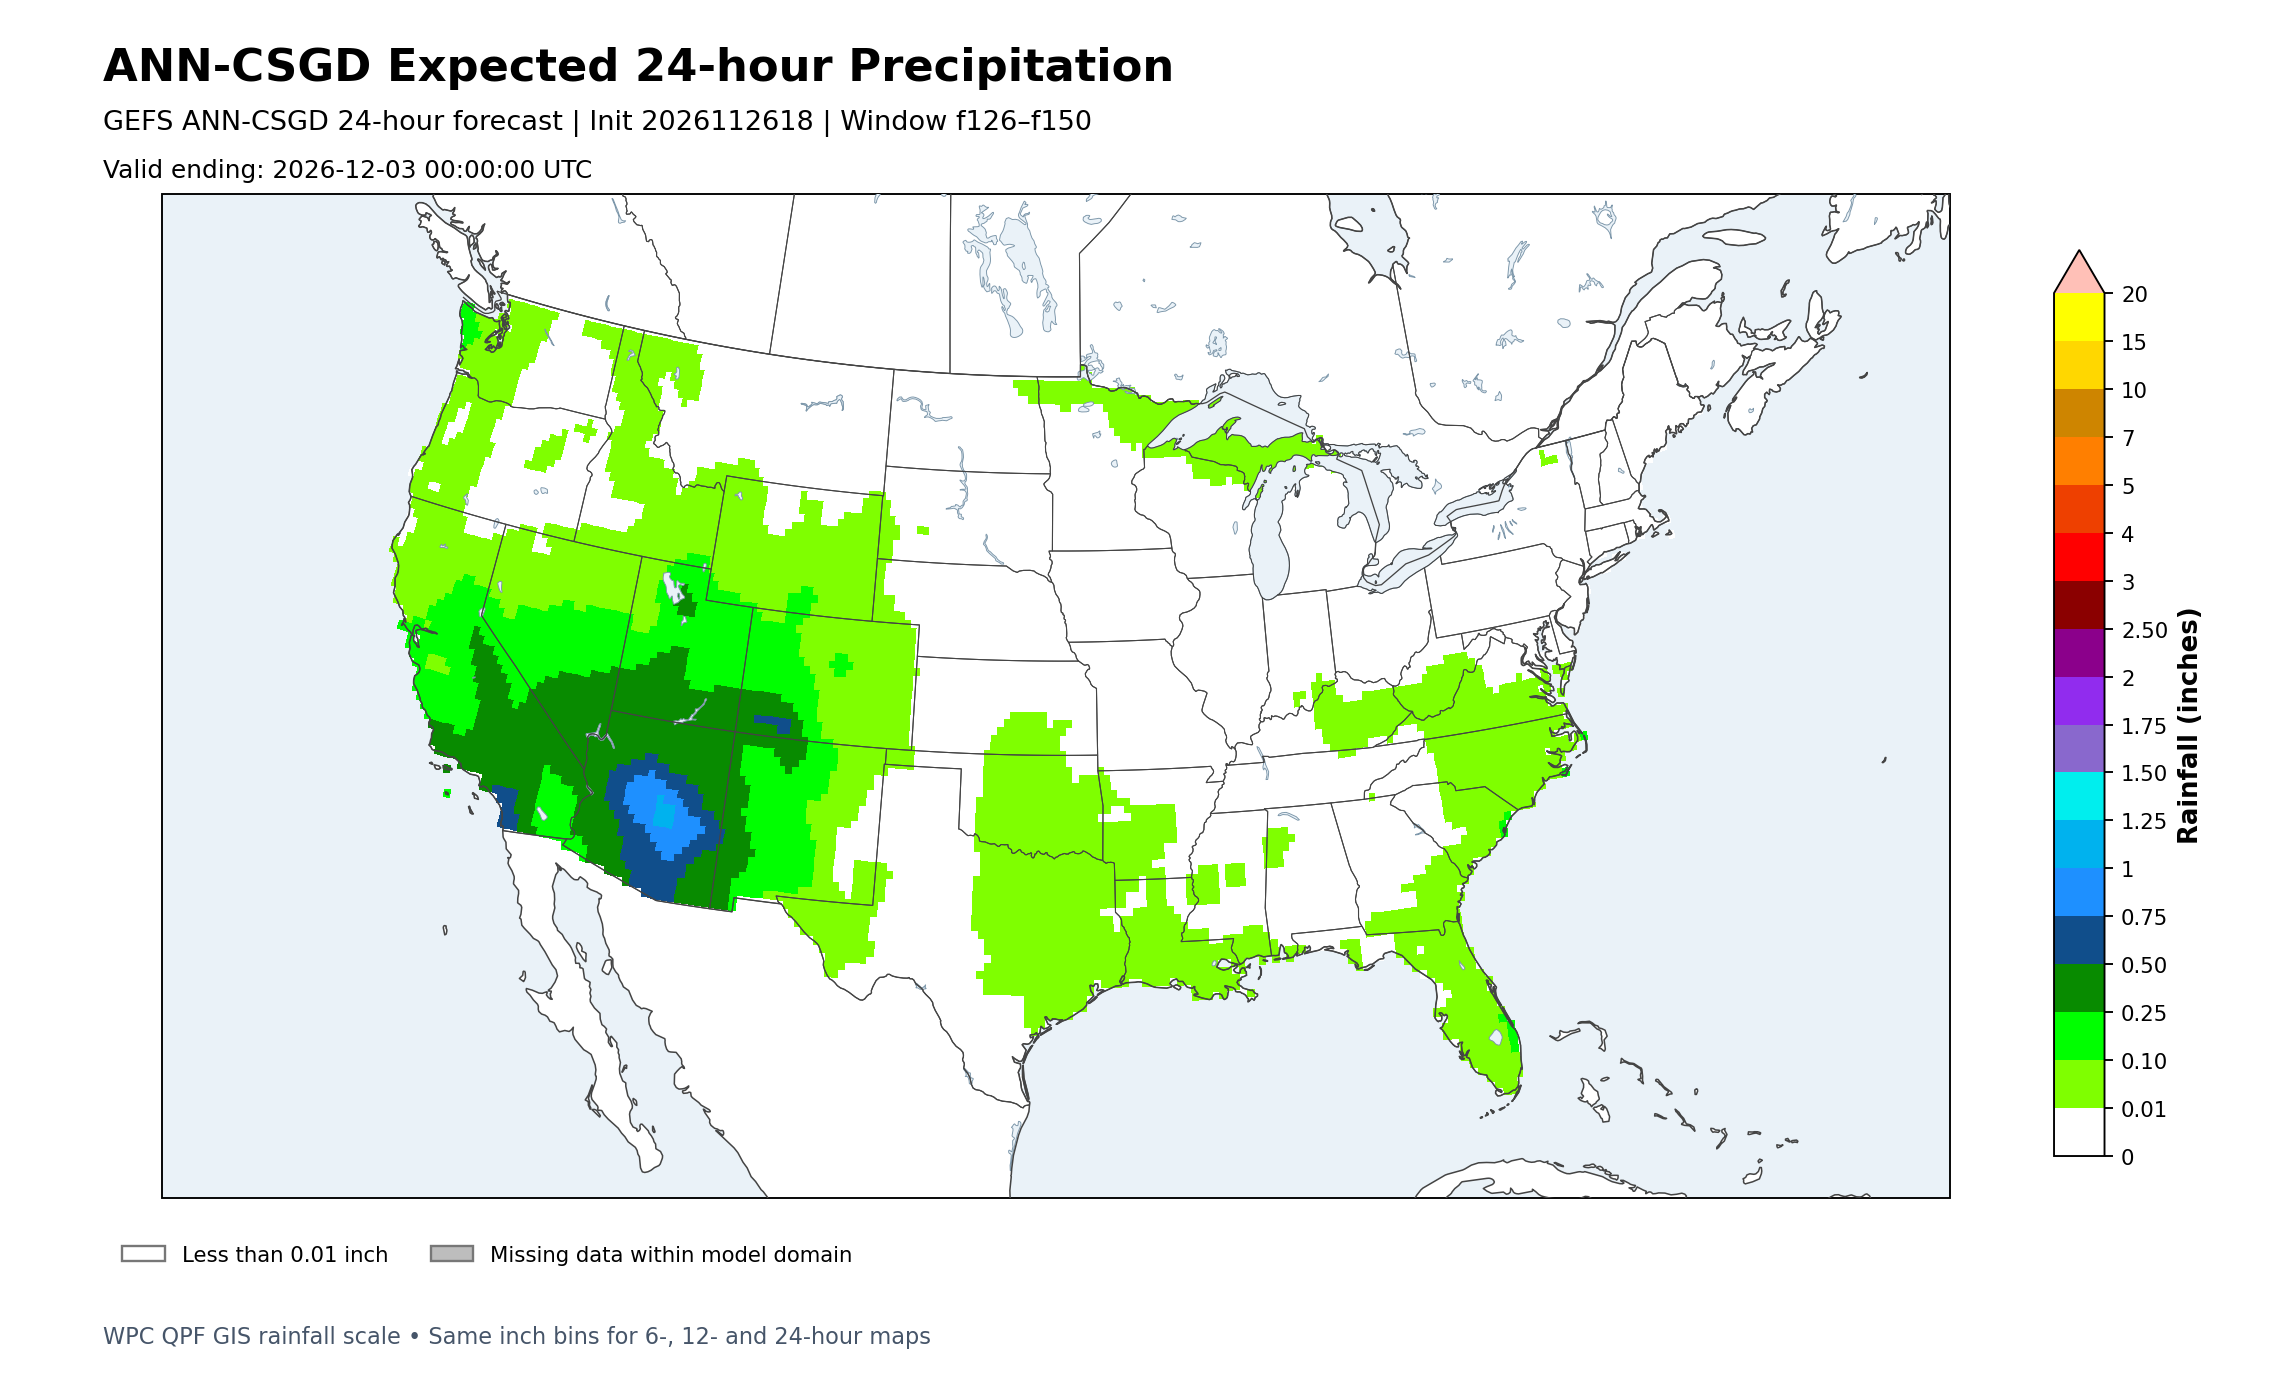 ANN-CSGD Expected 24-hour Precipitation
GEFS ANN-CSGD 24-hour forecast | Init 2026112618 | Window f126–f150
Valid ending: 2026-12-03 00:00:00 UTC
20
15
10
7
5
4
3
2.50
2
1.75
1.50
1.25
1
0.75
0.50
0.25
0.10
0.01
0
Rainfall (inches)
Less than 0.01 inch
Missing data within model domain
WPC QPF GIS rainfall scale • Same inch bins for 6-, 12- and 24-hour maps